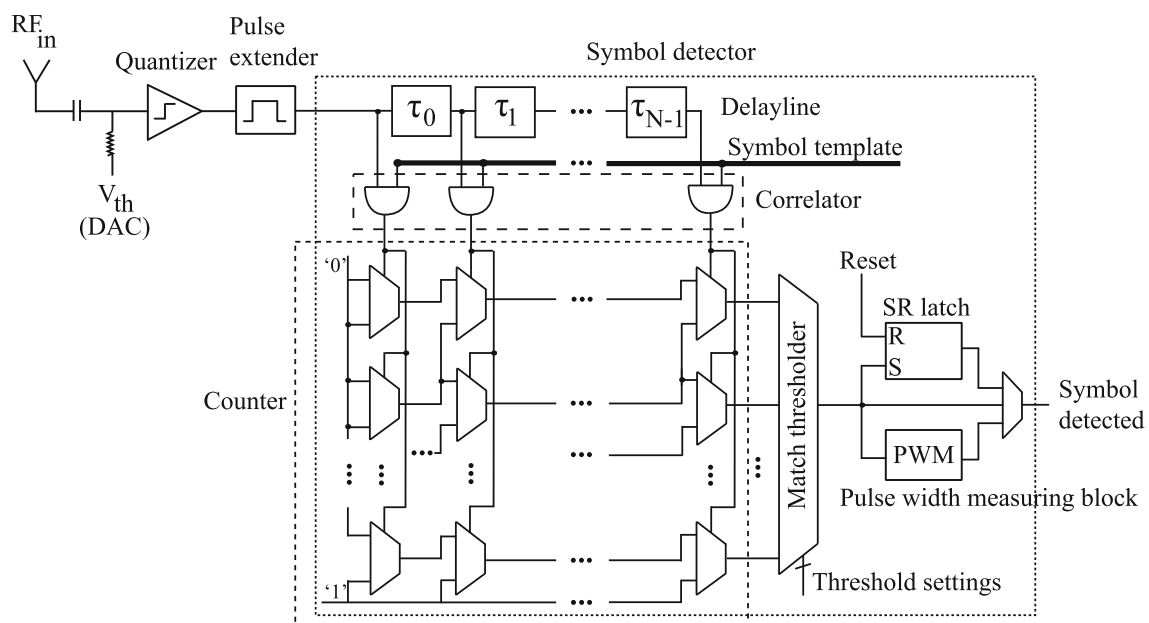 RF in
Pulse
extender
Quantizer
Symbol detector
τ0
τ1
...
τN-1
Delayline
Symbol template
...
Vth
(DAC)
Correlator
'0'
Reset
SR latch
R
S
...
Counter
...
Match thresholder
Symbol
detected
...
...
PWM
Pulse width measuring block
...
Threshold settings
'1'
...